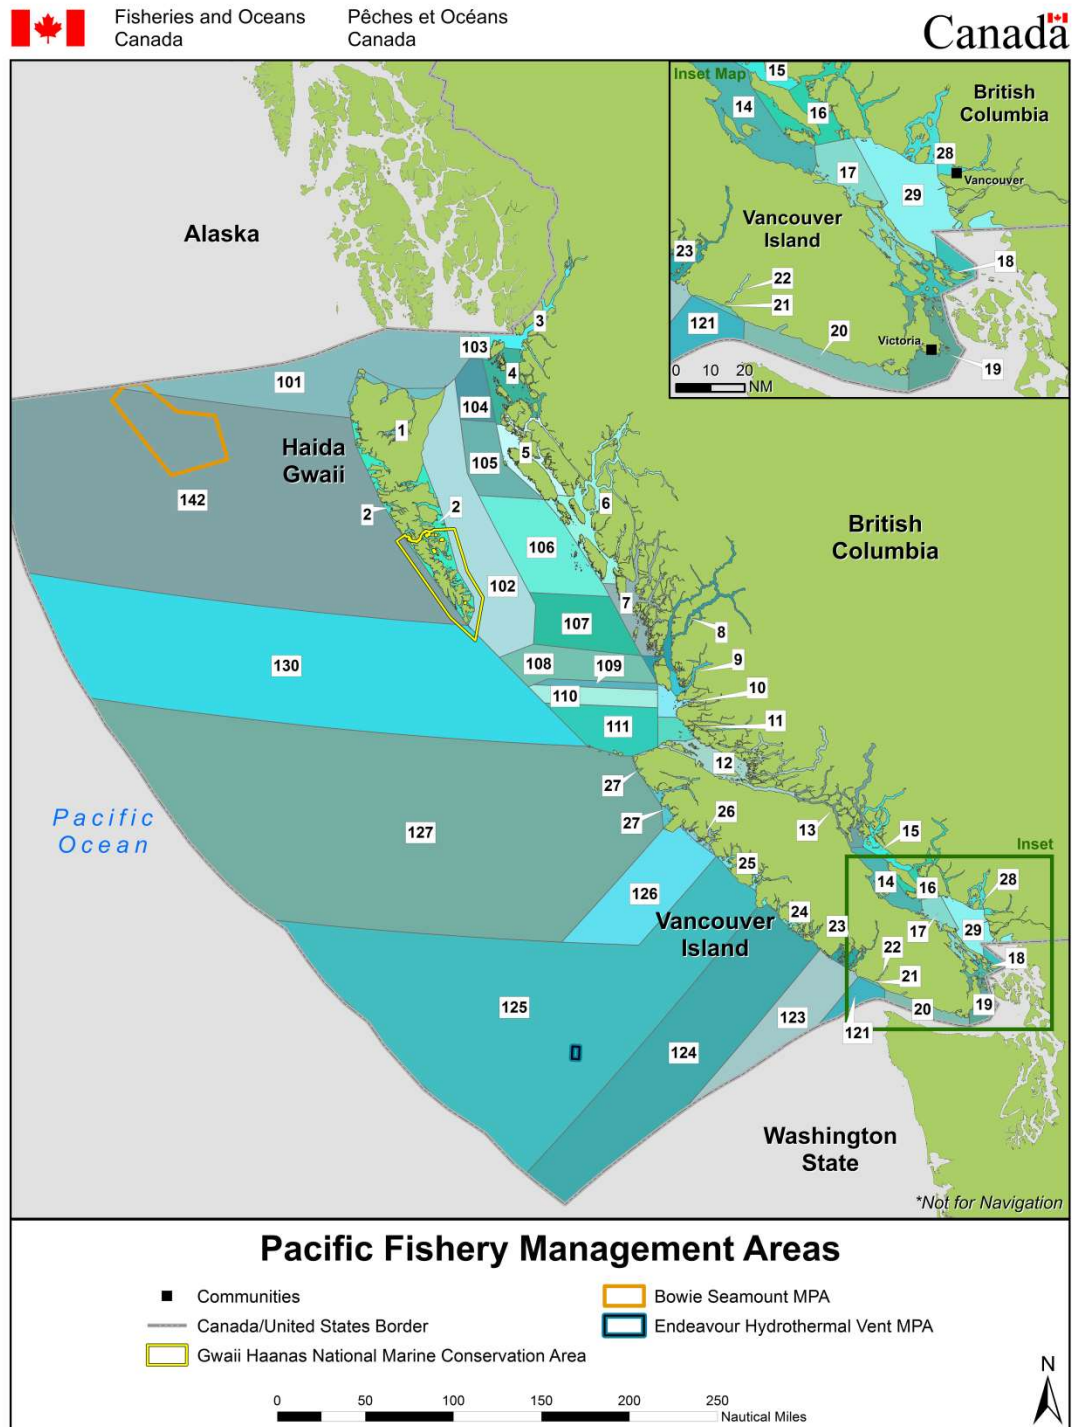 Fisheries and Oceans
Canada
Pêches et Océans
Canada
Canada
Inset Map
15
14
16
British
Columbia
28
Vancouver
17
29
Vancouver
Island
23
22
18
21
121
20
Victoria
19
0 10 20
NM
Alaska
3
103
101
4
104
1
Haida
Gwaii
105
5
142
2
2
6
British
Columbia
106
102
7
107
8
130
108
109
9
110
10
111
11
12
27
Pacific
Ocean
127
27
26
13
15
Inset
25
14
16
28
126
Vancouver
Island
24
23
17
29
22
18
21
125
123
20
19
121
124
Washington
State
*Not for Navigation
Pacific Fishery Management Areas
Communities
Canada/United States Border
Gwaii Haanas National Marine Conservation Area
Bowie Seamount MPA
Endeavour Hydrothermal Vent MPA
N
0 50 100 150 200 250
Nautical Miles